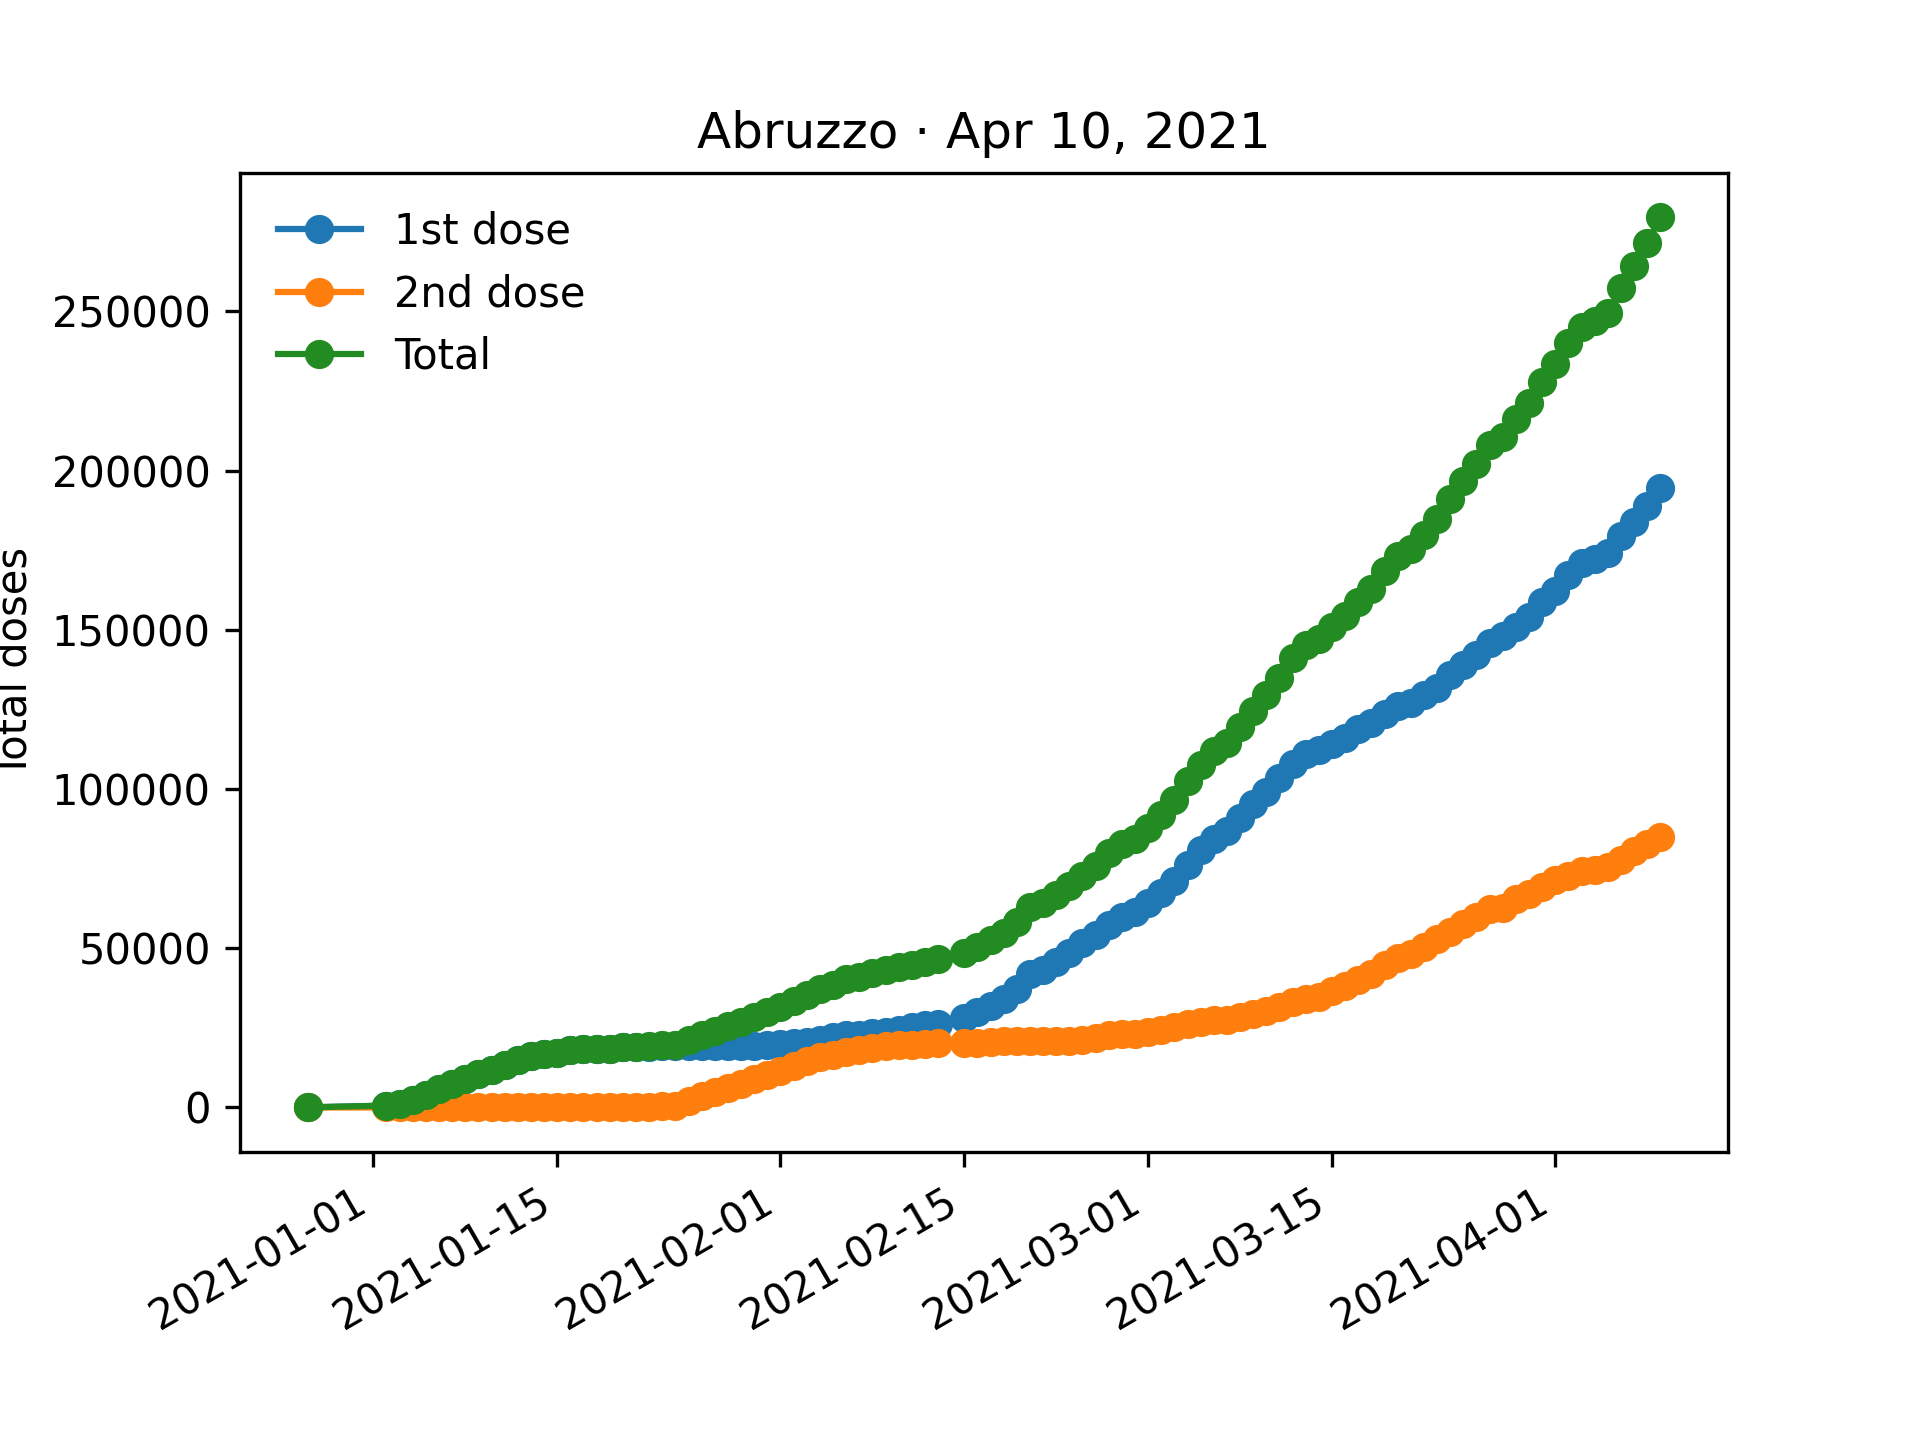 Abruzzo · Apr 10, 2021
1st dose
2nd dose
Total
250000
200000
150000
100000
50000
0
Total doses
2021-01-01
2021-01-15
2021-02-01
2021-02-15
2021-03-01
2021-03-15
2021-04-01